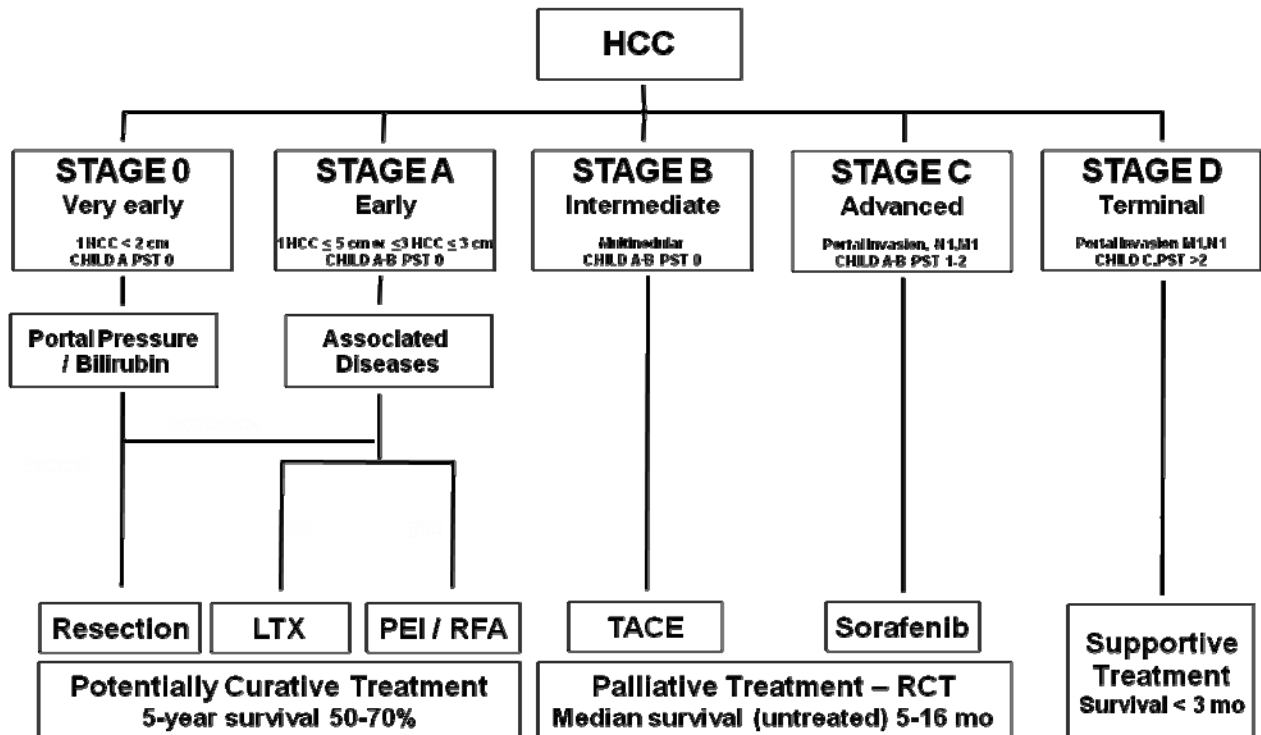 HCC
STAGE 0
Very early
1 HCC < 2 cm
CHILD A PST 0
STAGE A
Early
1 HCC ≤ 5 cm or ≤3 HCC ≤ 3 cm
CHILD A-B PST 0
STAGE B
Intermediate
Multinodular
CHILD A-B PST 0
STAGE C
Advanced
Portal Invasion, N1,M1
CHILD A-B PST 1-2
STAGE D
Terminal
Portal Invasion M1,N1
CHILD C,PST >2
Portal Pressure
/ Bilirubin
Associated
Diseases
Resection
LTX
PEI / RFA
TACE
Sorafenib
Supportive
Treatment
Survival < 3 mo
Potentially Curative Treatment
5-year survival 50-70%
Palliative Treatment – RCT
Median survival (untreated) 5-16 mo